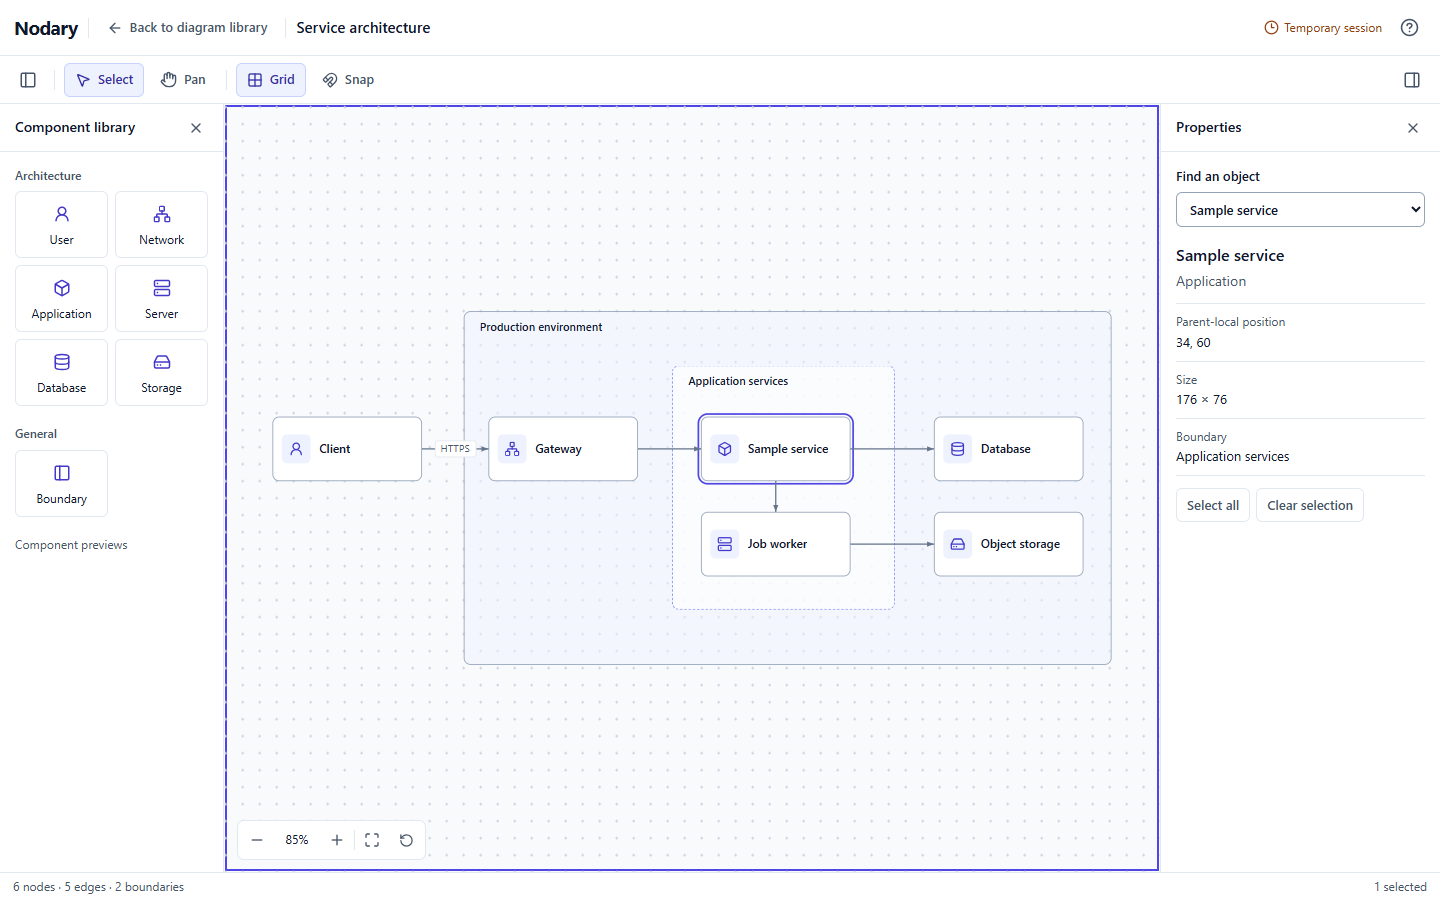 Nodary
Back to diagram library
Service architecture
Temporary session
Select
Pan
Grid
Snap
Component library
Architecture
User
Network
Application
Server
Database
Storage
General
Boundary
Component previews
Production environment
Application services
Client
HTTPS
Gateway
Sample service
Database
Job worker
Object storage
85%
Properties
Find an object
Sample service
Sample service
Application
Parent-local position
34, 60
Size
176 × 76
Boundary
Application services
Select all
Clear selection
6 nodes · 5 edges · 2 boundaries
1 selected